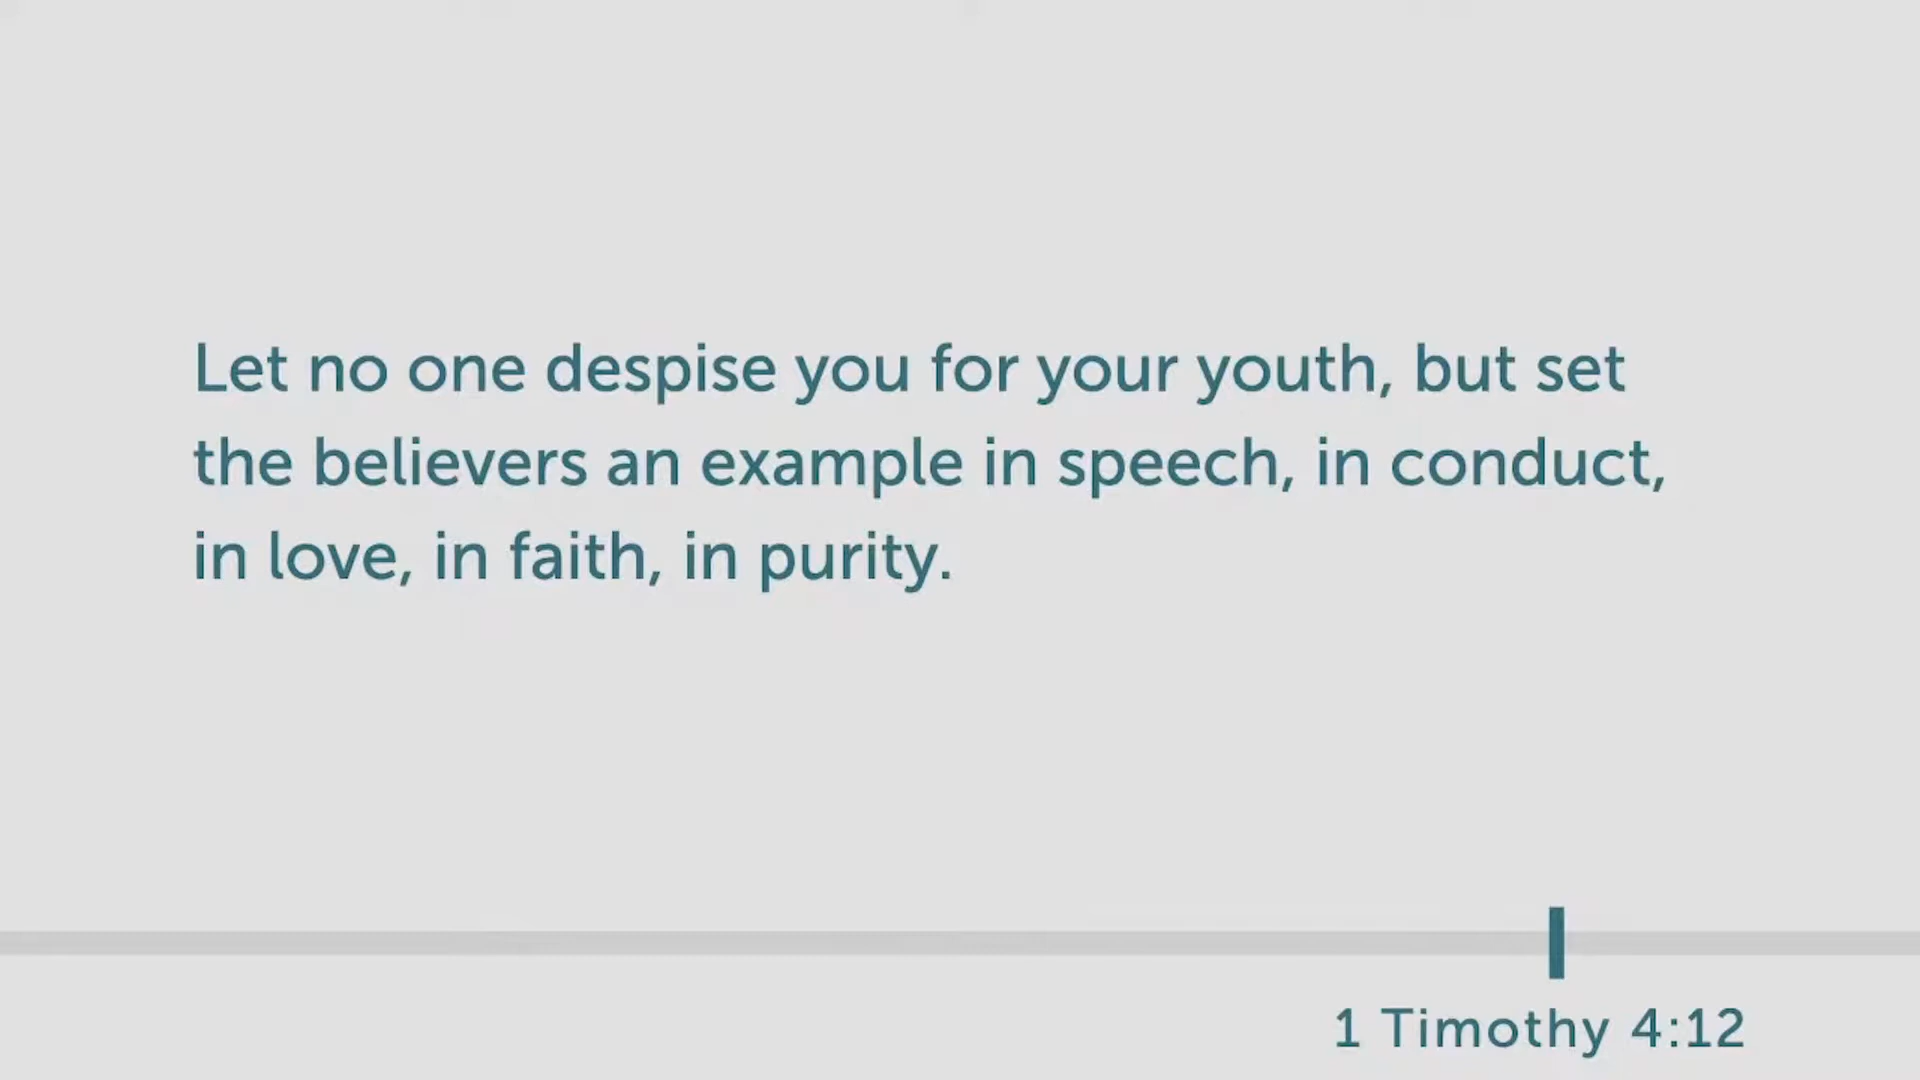 Let no one despise you for your youth, but set
the believers an example in speech, in conduct,
in love, in faith, in purity.
1 Timothy 4:12